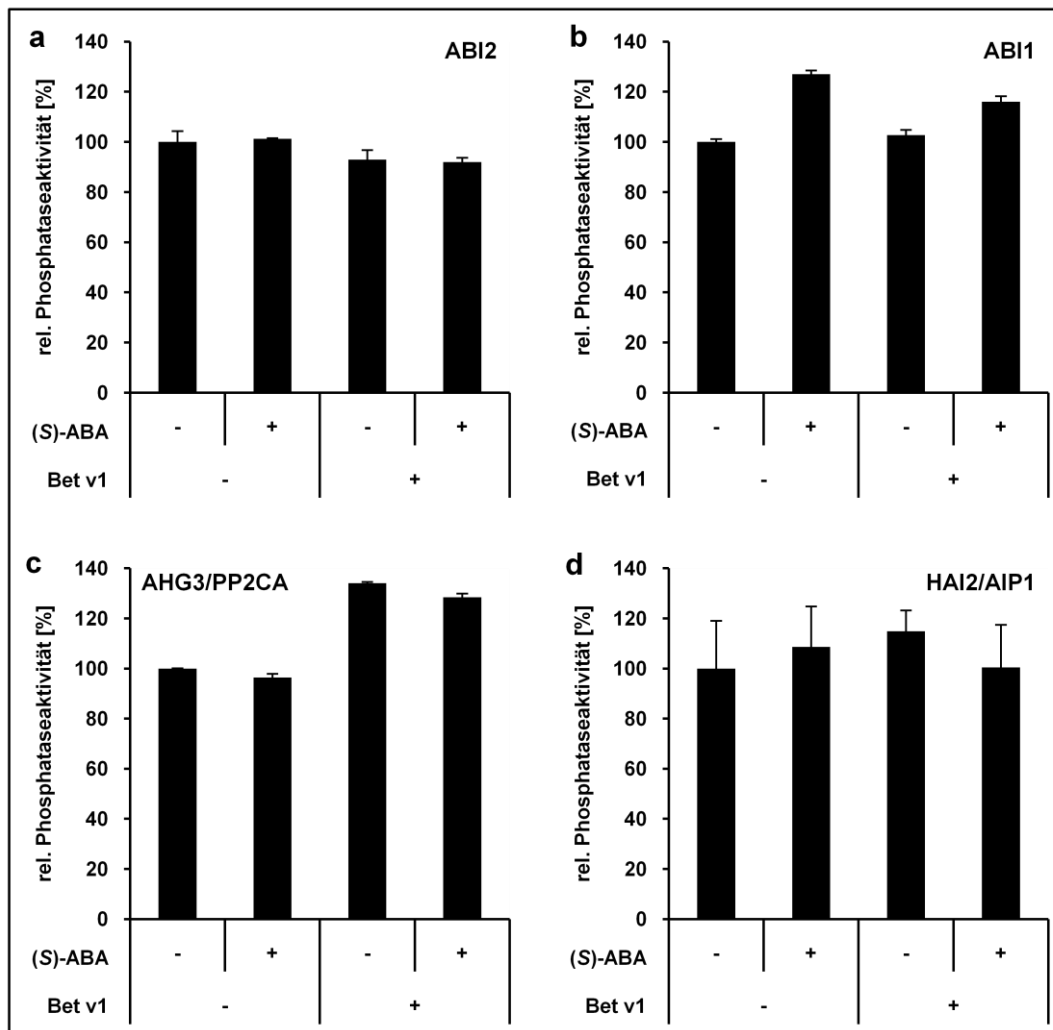 a
ABI2
rel. Phosphataseaktivität [%]
140
120
100
80
60
40
20
0
(S)-ABA - + - +
Bet v1 - +
b
ABI1
rel. Phosphataseaktivität [%]
140
120
100
80
60
40
20
0
(S)-ABA - + - +
Bet v1 - +
c
AHG3/PP2CA
rel. Phosphataseaktivität [%]
140
120
100
80
60
40
20
0
(S)-ABA - + - +
Bet v1 - +
d
HAI2/AIP1
rel. Phosphataseaktivität [%]
140
120
100
80
60
40
20
0
(S)-ABA - + - +
Bet v1 - +